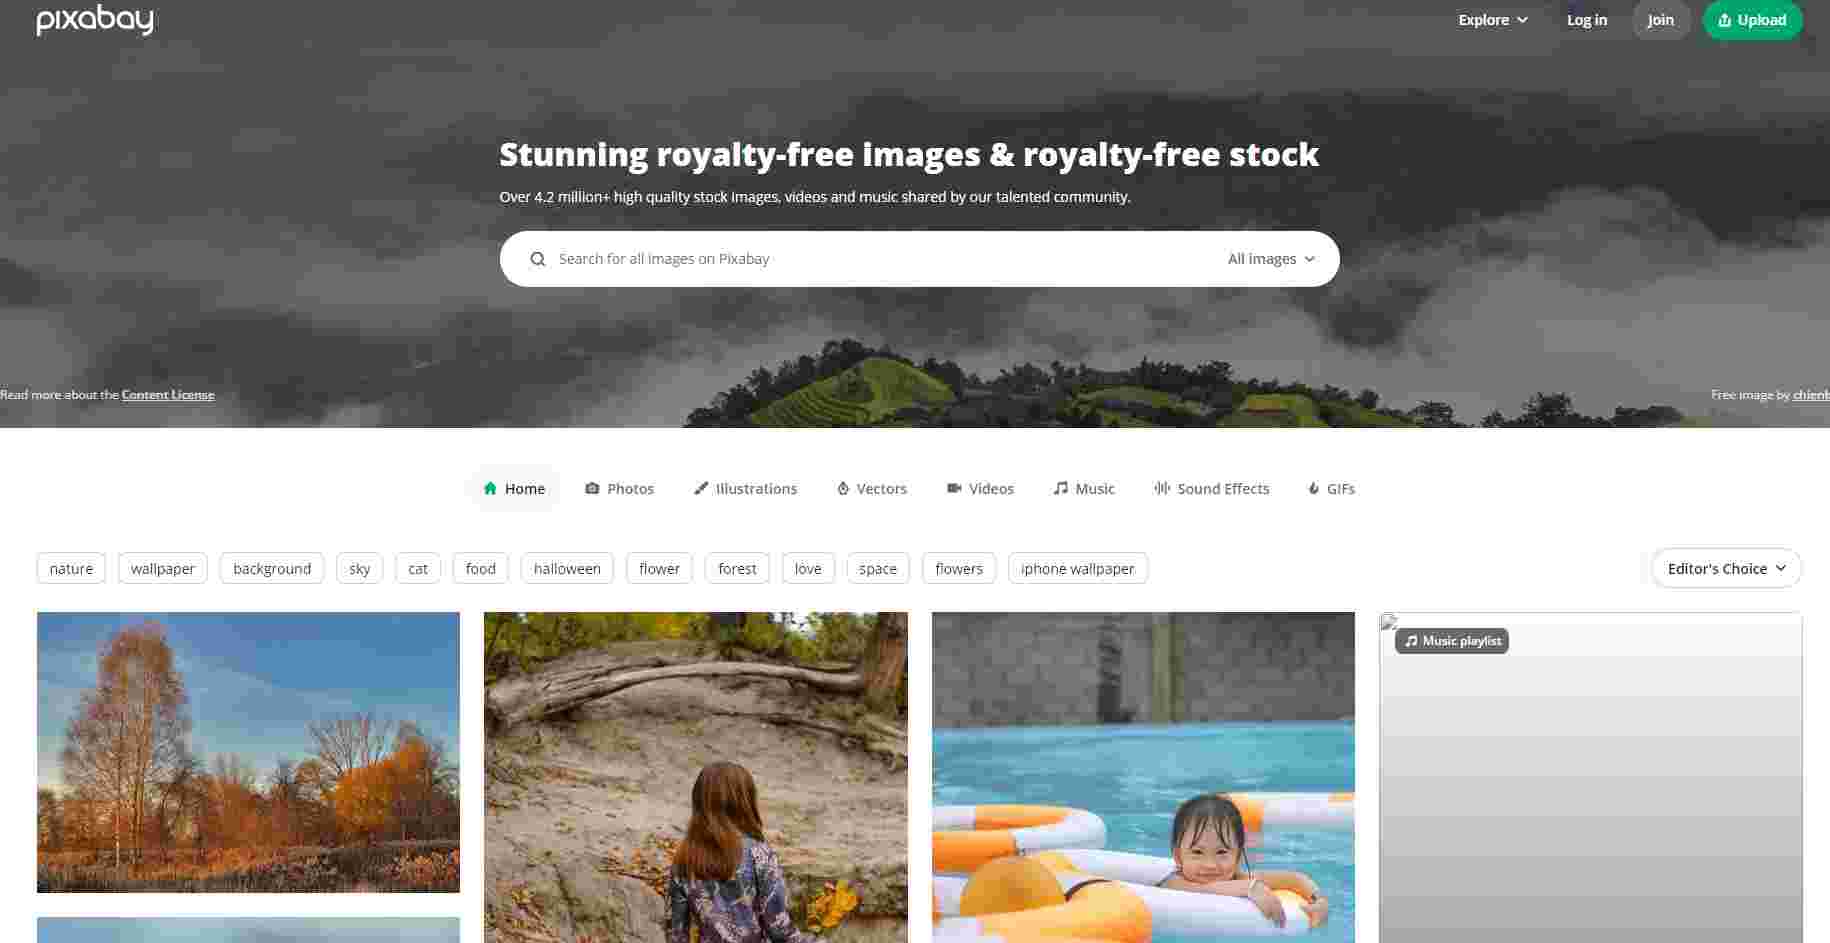 pixabay
Explore
Log in
Join
Upload
Stunning royalty-free images & royalty-free stock
Over 4.2 million+ high quality stock images, videos and music shared by our talented community.
Search for all images on Pixabay
All images
Read more about the Content License
Free image by
Home
Photos
Illustrations
Vectors
Videos
Music
Sound Effects
GIFs
nature
wallpaper
background
sky
cat
food
halloween
flower
forest
love
space
flowers
iphone wallpaper
Editor's Choice
Music playlist